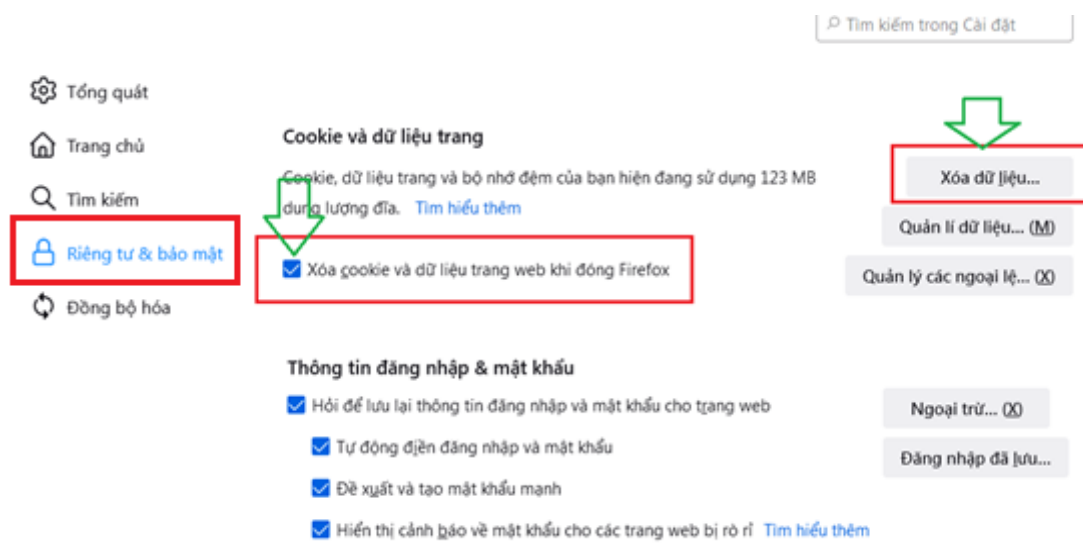 Tìm kiếm trong Cài đặt
Tổng quát
Trang chủ
Tìm kiếm
Riêng tư & bảo mật
Đồng bộ hóa
Cookie và dữ liệu trang
Cookie, dữ liệu trang và bộ nhớ đệm của bạn hiện đang sử dụng 123 MB
dung lượng đĩa. Tìm hiểu thêm
Xóa cookie và dữ liệu trang web khi đóng Firefox
Xóa dữ liệu...
Quản lí dữ liệu... (M)
Quản lý các ngoại lệ... (X)
Thông tin đăng nhập & mật khẩu
Hỏi để lưu lại thông tin đăng nhập và mật khẩu cho trang web
Tự động điền đăng nhập và mật khẩu
Đề xuất và tạo mật khẩu mạnh
Hiển thị cảnh báo về mật khẩu cho các trang web bị rò rỉ Tìm hiểu thêm
Ngoại trừ... (X)
Đăng nhập đã lưu...